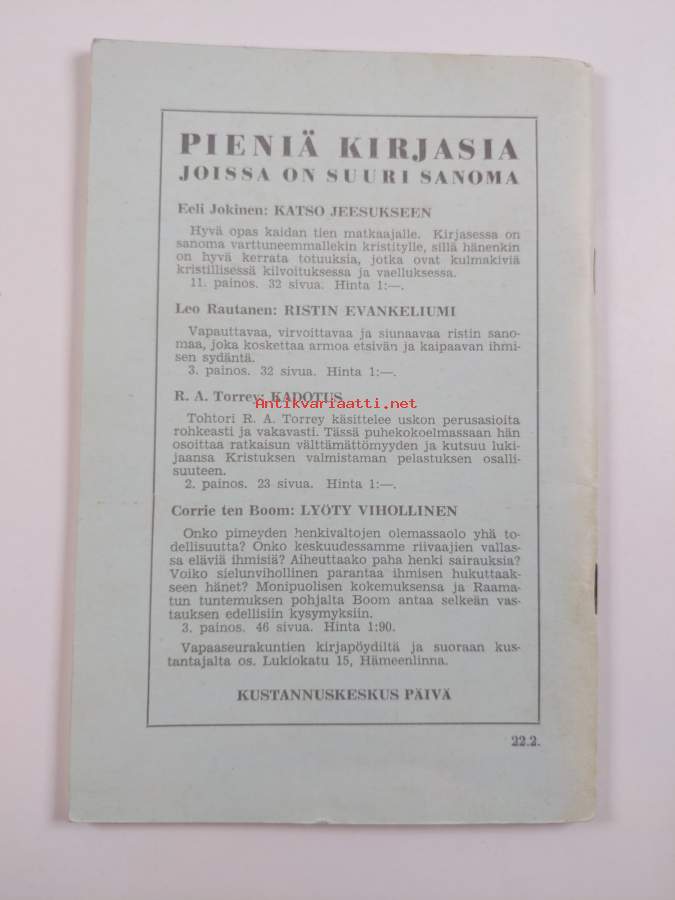 PIENIÄ KIRJASIA
JOISSA ON SUURI SANOMA
Eeli Jokinen: KATSO JEESUKSEEN
Hyvä opas kaidan tien matkaajalle. Kirjasessa on
sanoma varttuneemmallekin kristitylle, sillä hänenkin
on hyvä kerrata totuuksia, jotka ovat kulmakiviä
kristillisessä kilvoituksessa ja vaelluksessa.
11. painos. 32 sivua. Hinta 1:—.
Leo Rautanen: RISTIN EVANKELIUMI
Vapauttavaa, virvoittavaa ja siunaavaa ristin sano-
maa, joka koskettaa armoa etsivän ja kaipaavan ihmi-
sen sydäntä.
3. painos. 32 sivua. Hinta 1:—.
R. A. Torrey: KADOTUS
Antikvariaatti.net
Tohtori R. A. Torrey käsittelee uskon perusasioita
rohkeasti ja vakavasti. Tässä puhekokoelmassaan hän
osoittaa ratkaisun välttämättömyyden ja kutsuu luki-
jaansa Kristuksen valmistaman pelastuksen osalli-
suuteen.
2. painos. 23 sivua. Hinta 1:—.
Corrie ten Boom: LYÖTY VIHOLLINEN
Onko pimeyden henkivaltojen olemassaolo yhä to-
dellisuutta? Onko keskuudessamme riivaajien vallas-
sa eläviä ihmisiä? Aiheuttaako paha henki sairauksia?
Voiko sielunvihollinen parantaa ihmisen hukuttaak-
seen hänet? Monipuolisen kokemuksensa ja Raama-
tun tuntemuksen pohjalta Boom antaa selkeän vas-
tauksen edellisiin kysymyksiin.
3. painos. 46 sivua. Hinta 1:90.
Vapaaseurakuntien kirjapöydiltä ja suoraan kus-
tantajalta os. Lukiokatu 15, Hämeenlinna.
KUSTANNUSKESKUS PÄIVÄ
22.2.